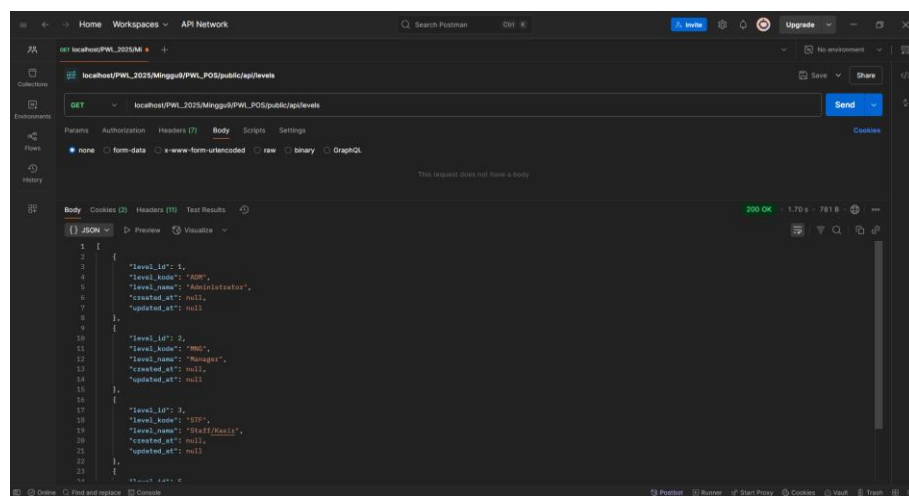 Home Workspaces API Network Search Postman Ctrl K Invite Upgrade
GET localhost/PWL_2025/Mi No environment
localhost/PWL_2025/Minggu9/PWL_POS/public/api/levels Save Share
GET localhost/PWL_2025/Minggu9/PWL_POS/public/api/levels Send
Params Authorization Headers (7) Body Scripts Settings Cookies
none form-data x-www-form-urlencoded raw binary GraphQL
This request does not have a body
Collections
Environments
Flows
History
Body Cookies (2) Headers (11) Test Results 200 OK 1.70 s 781 B
{} JSON Preview Visualize
1 [
2 {
3 "level_id": 1,
4 "level_kode": "ADM",
5 "level_nama": "Administrator",
6 "created_at": null,
7 "updated_at": null
8 },
9 {
10 "level_id": 2,
11 "level_kode": "MNG",
12 "level_nama": "Manager",
13 "created_at": null,
14 "updated_at": null
15 },
16 {
17 "level_id": 3,
18 "level_kode": "STF",
19 "level_nama": "Staff/Kasir",
20 "created_at": null,
21 "updated_at": null
22 },
23 {
Online Find and replace Console Postbot Runner Start Proxy Cookies Vault Trash